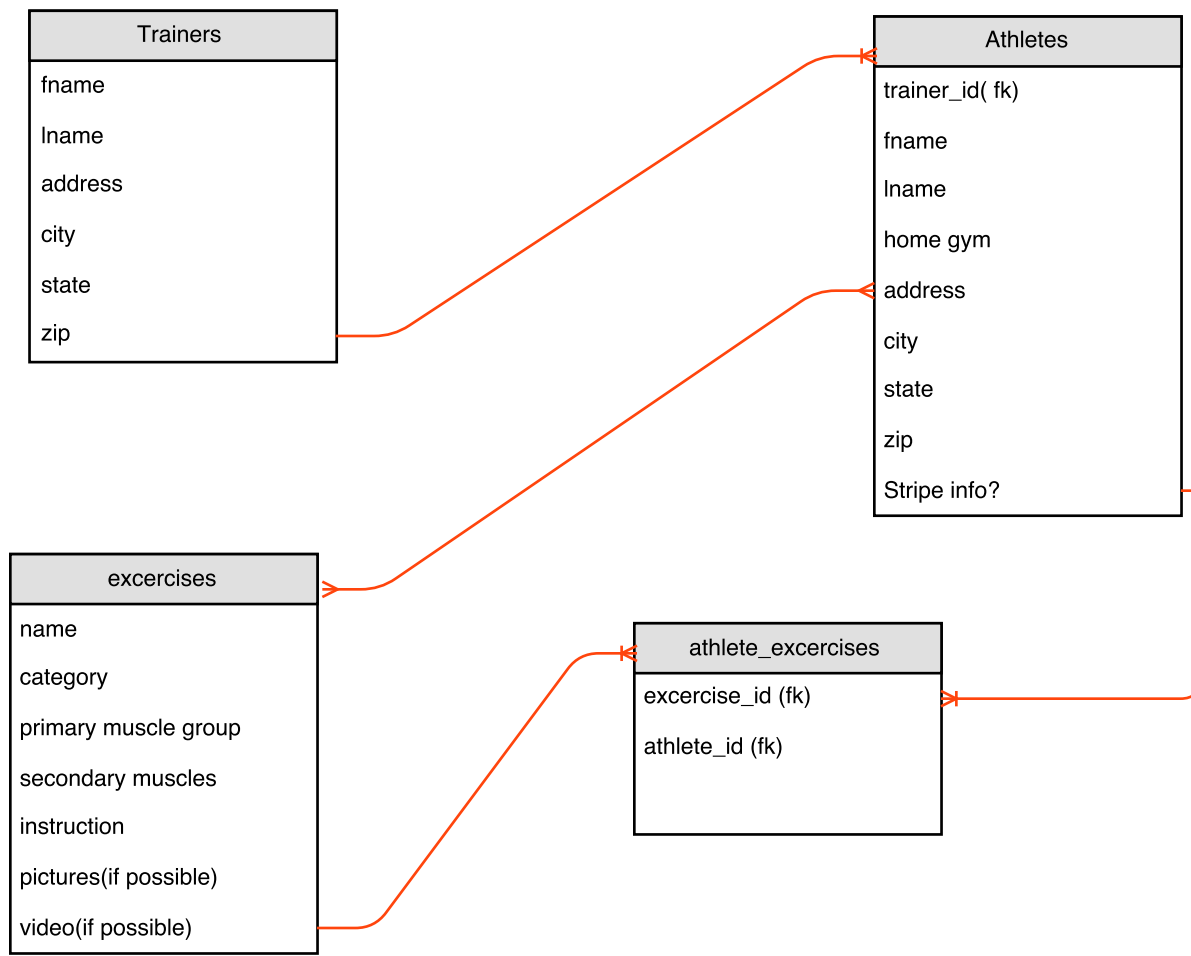 Trainers
fname
lname
address
city
state
zip
Athletes
trainer_id( fk)
fname
lname
home gym
address
city
state
zip
Stripe info?
excercises
name
category
primary muscle group
secondary muscles
instruction
pictures(if possible)
video(if possible)
athlete_excercises
excercise_id (fk)
athlete_id (fk)